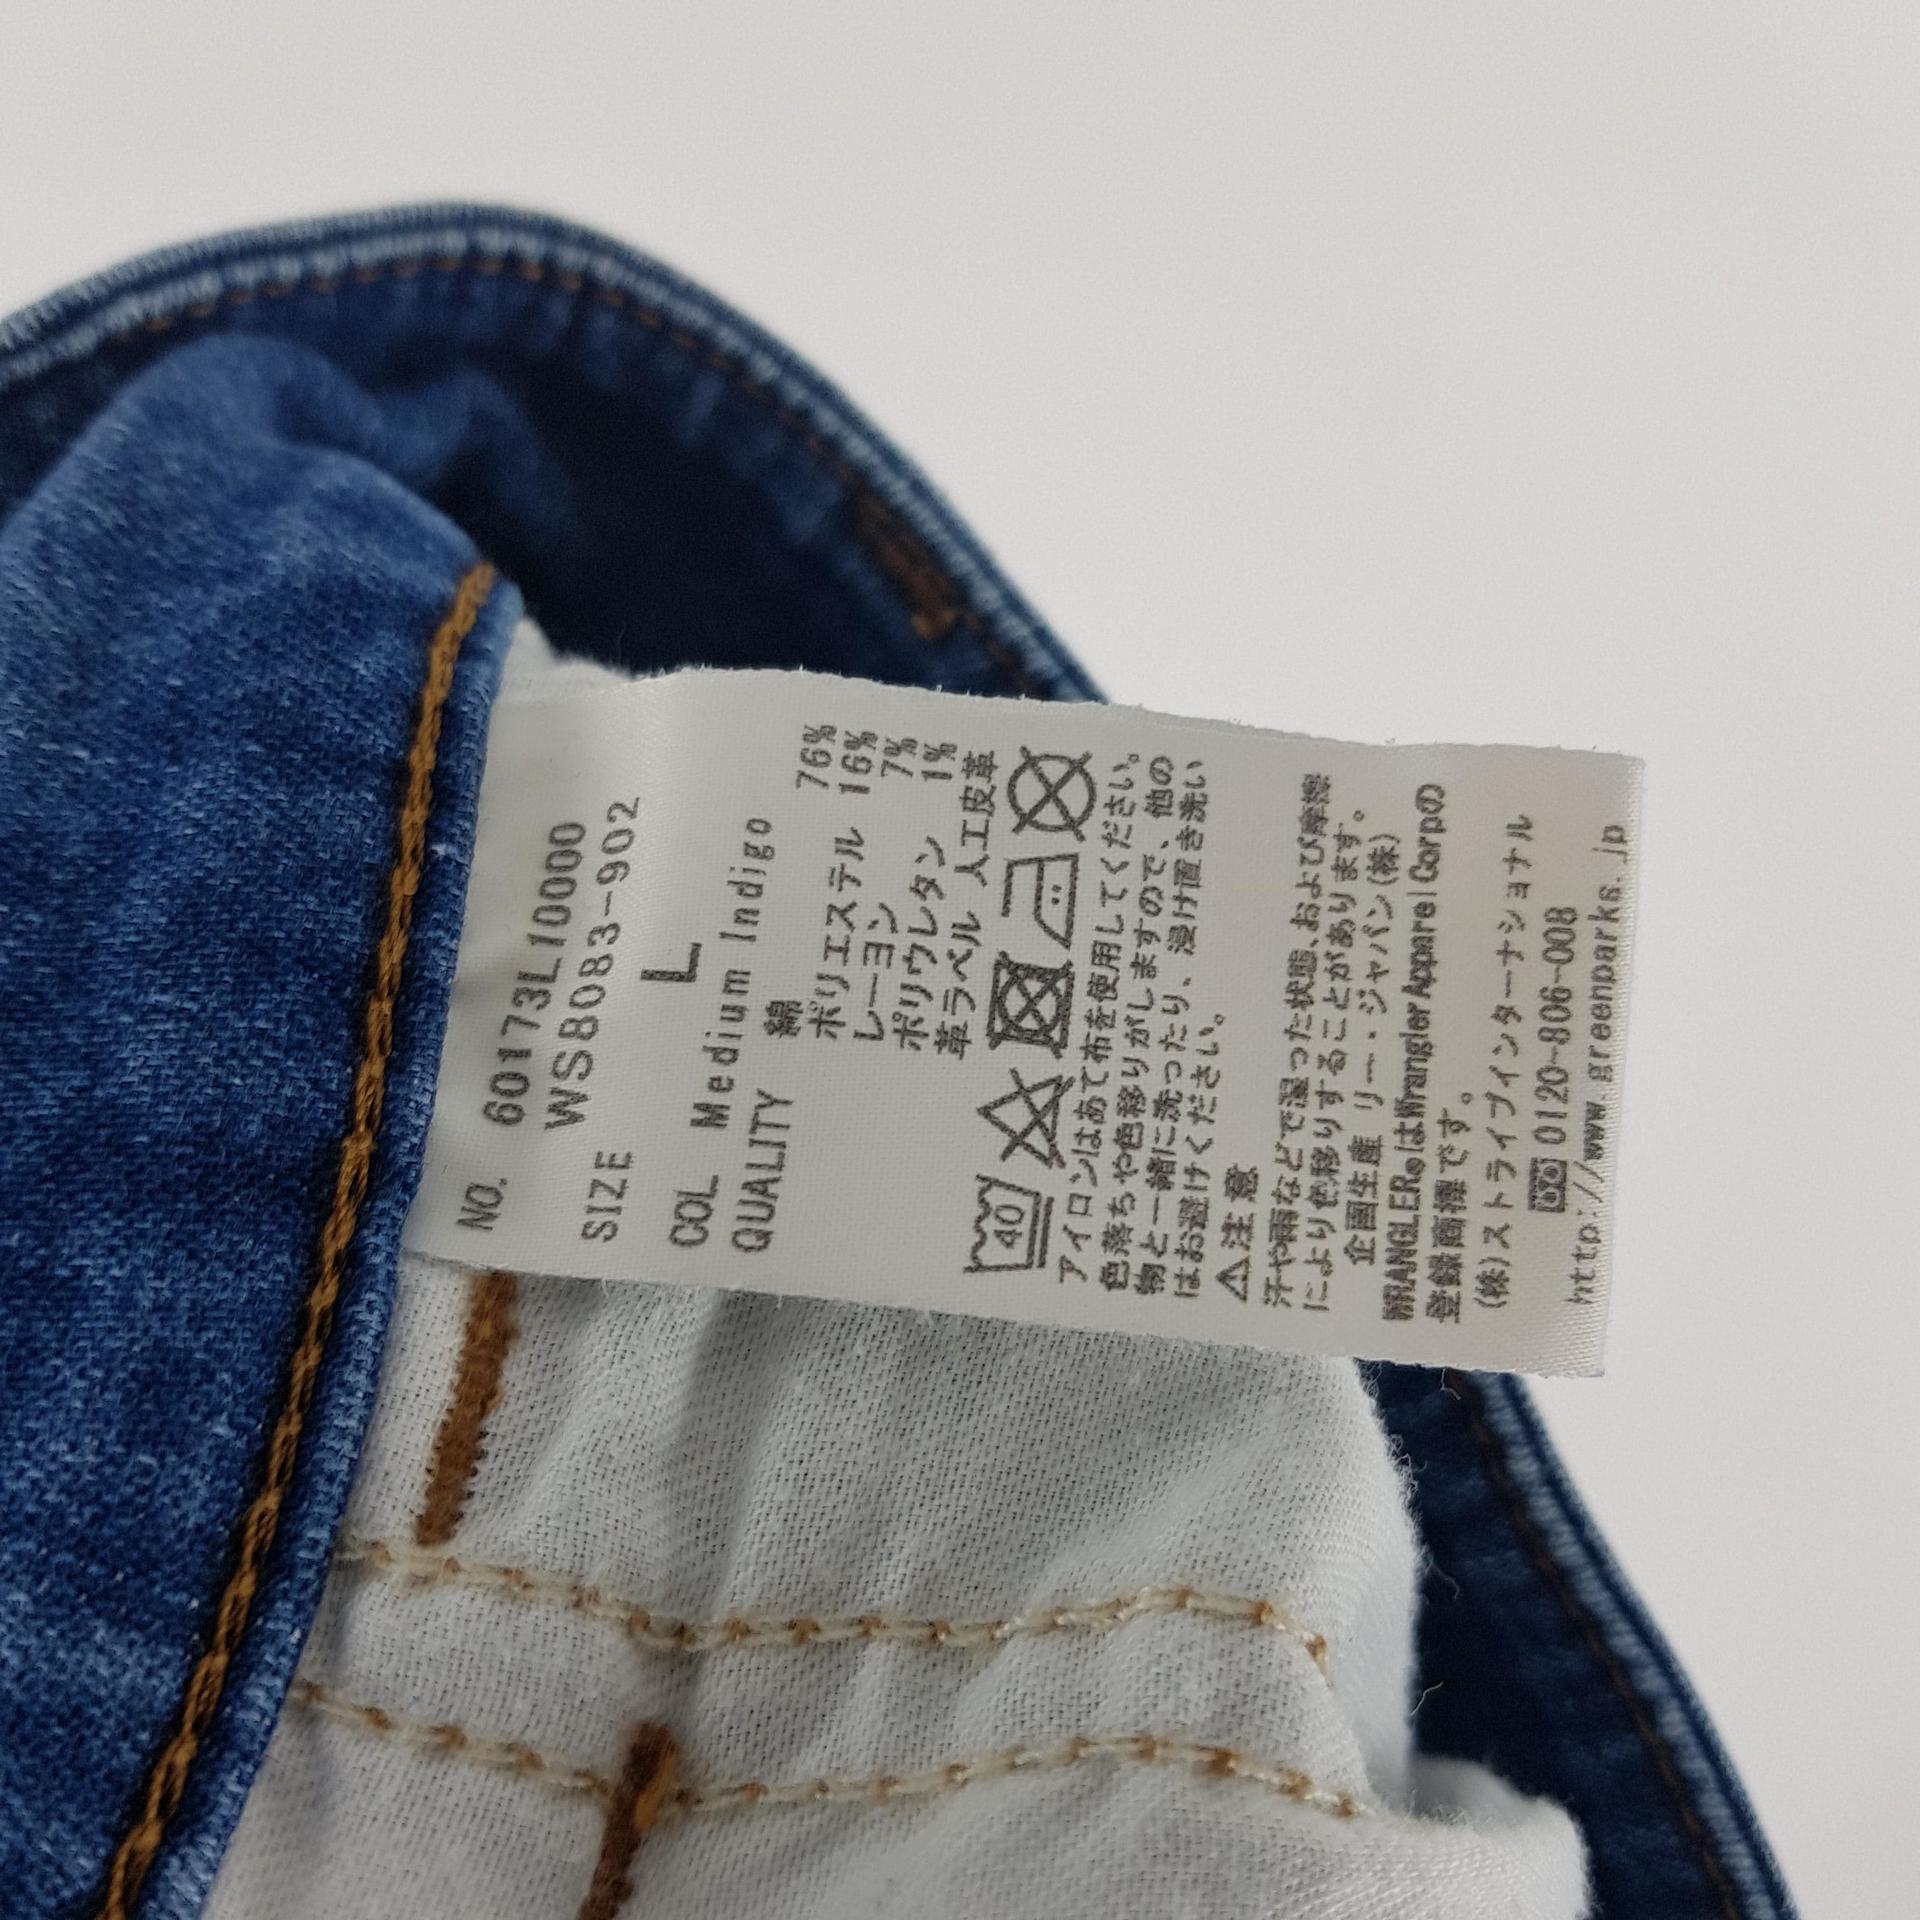 NO. 60173L10000
WS8083-902
SIZE L
COL Medium Indigo
QUALITY
綿 76%
ポリエステル 16%
レーヨン 7%
ポリウレタン 1%
革ラベル 人工皮革
40
アイロンはあて布を使用してください。
色落ちや色移りがしますので、他の
物と一緒に洗ったり、浸け置き洗い
はお避けください。
⚠注意
汗や雨などで湿った状態、および摩擦
により色移りすることがあります。
企画生産 リー・ジャパン(株)
WRANGLER®はWrangler Apparel Corpの
登録商標です。
(株)ストライプインターナショナル
0120-806-008
http://www.greenparks.jp